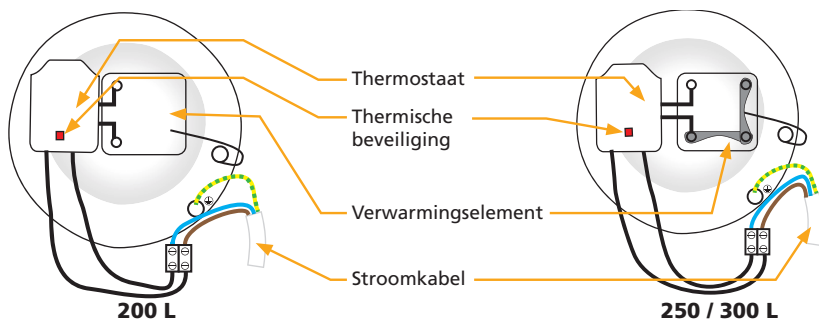 Thermostaat
Thermische
beveiliging
Verwarmingselement
Stroomkabel
200 L
250 / 300 L